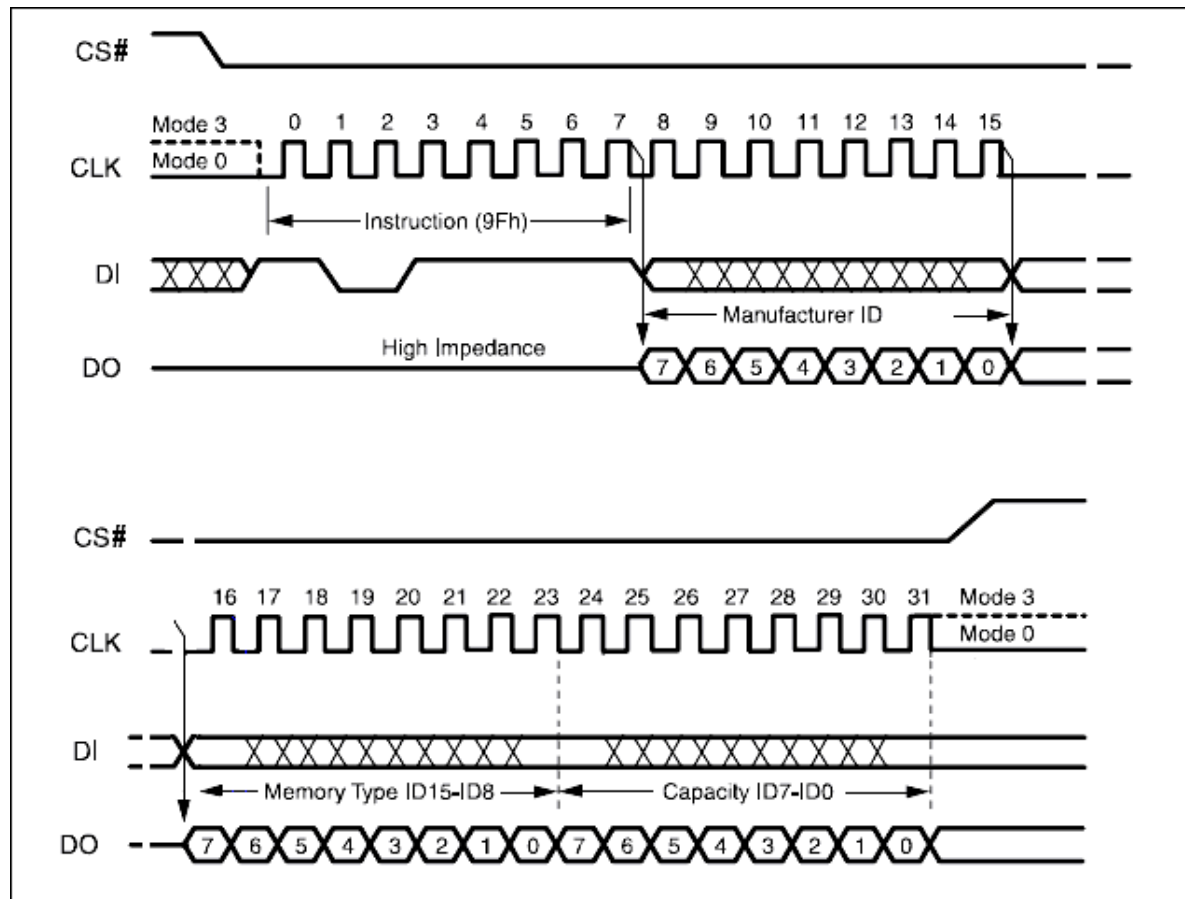 CS#
Mode 3
0 1 2 3 4 5 6 7 8 9 10 11 12 13 14 15
CLK
Mode 0
Instruction (9Fh)
DI
Manufacturer ID
High Impedance
DO
7 6 5 4 3 2 1 0
CS#
16 17 18 19 20 21 22 23 24 25 26 27 28 29 30 31
Mode 3
CLK
Mode 0
DI
Memory Type ID15-ID8
Capacity ID7-ID0
DO
7 6 5 4 3 2 1 0 7 6 5 4 3 2 1 0